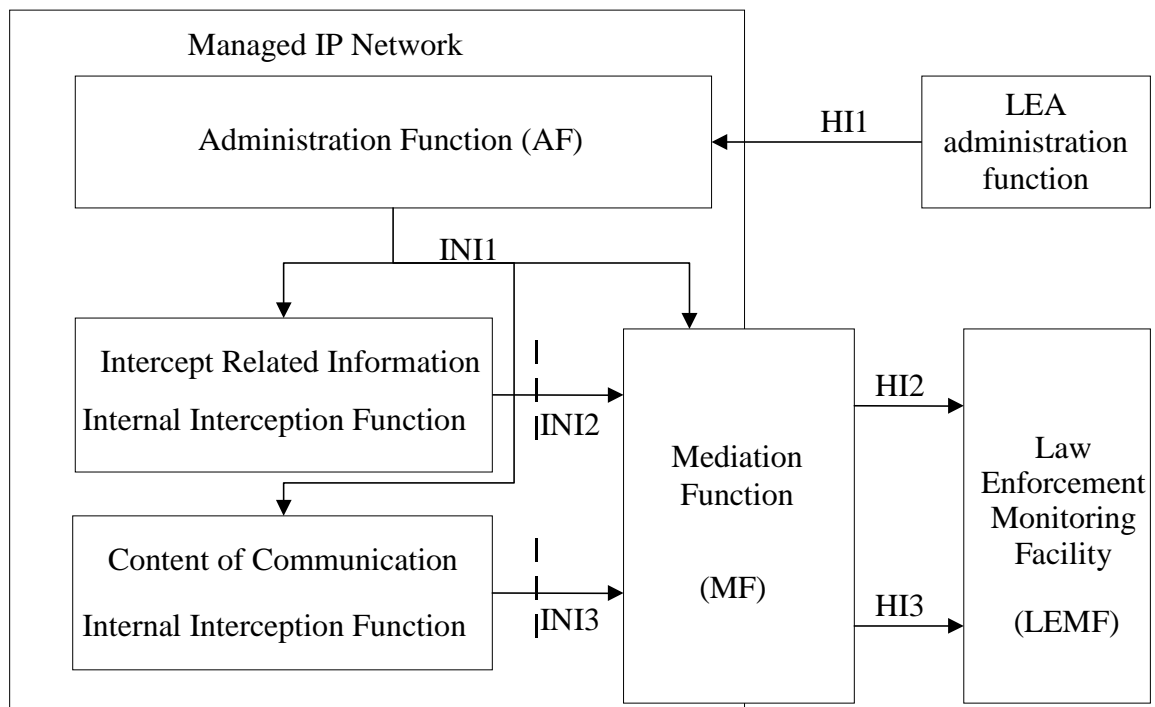 Managed IP Network
Administration Function (AF)
HI1
LEA
administration
function
INI1
Intercept Related Information
Internal Interception Function
INI2
Content of Communication
Internal Interception Function
INI3
Mediation
Function
(MF)
HI2
HI3
Law
Enforcement
Monitoring
Facility
(LEMF)